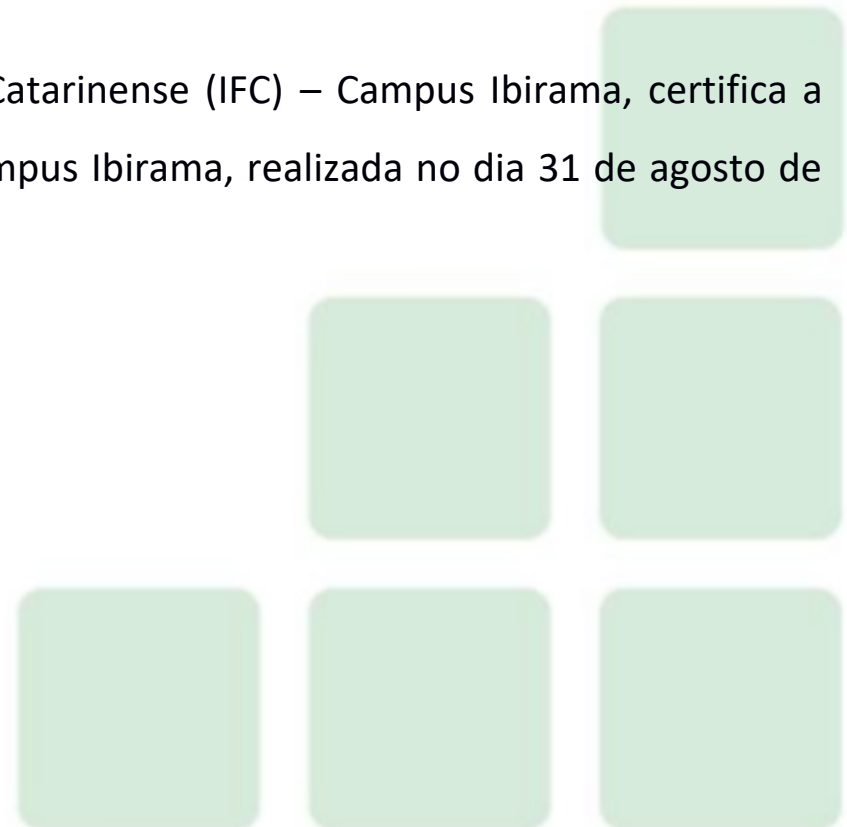 Catarinense (IFC) – Campus Ibirama, certifica a
mpus Ibirama, realizada no dia 31 de agosto de